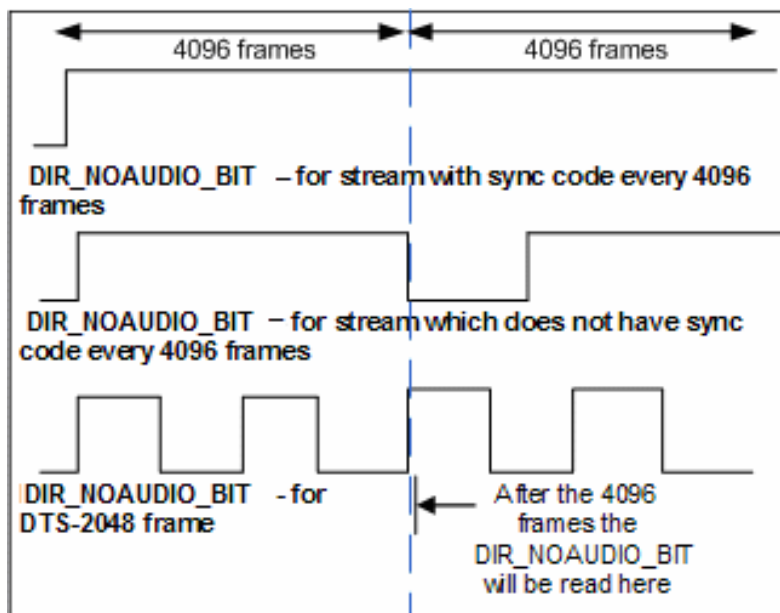 4096 frames 4096 frames
DIR_NOAUDIO_BIT – for stream with sync code every 4096
frames
DIR_NOAUDIO_BIT – for stream which does not have sync
code every 4096 frames
DIR_NOAUDIO_BIT - for
DTS-2048 frame
After the 4096
frames the
DIR_NOAUDIO_BIT
will be read here